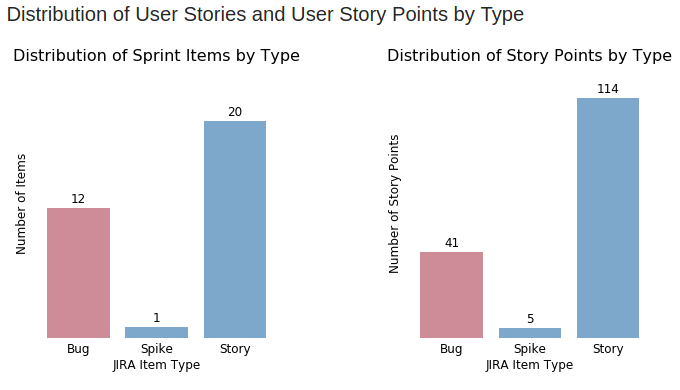 Distribution of User Stories and User Story Points by Type
Distribution of Sprint Items by Type
Number of Items
12
1
20
Bug
Spike
Story
JIRA Item Type
Distribution of Story Points by Type
Number of Story Points
41
5
114
Bug
Spike
Story
JIRA Item Type